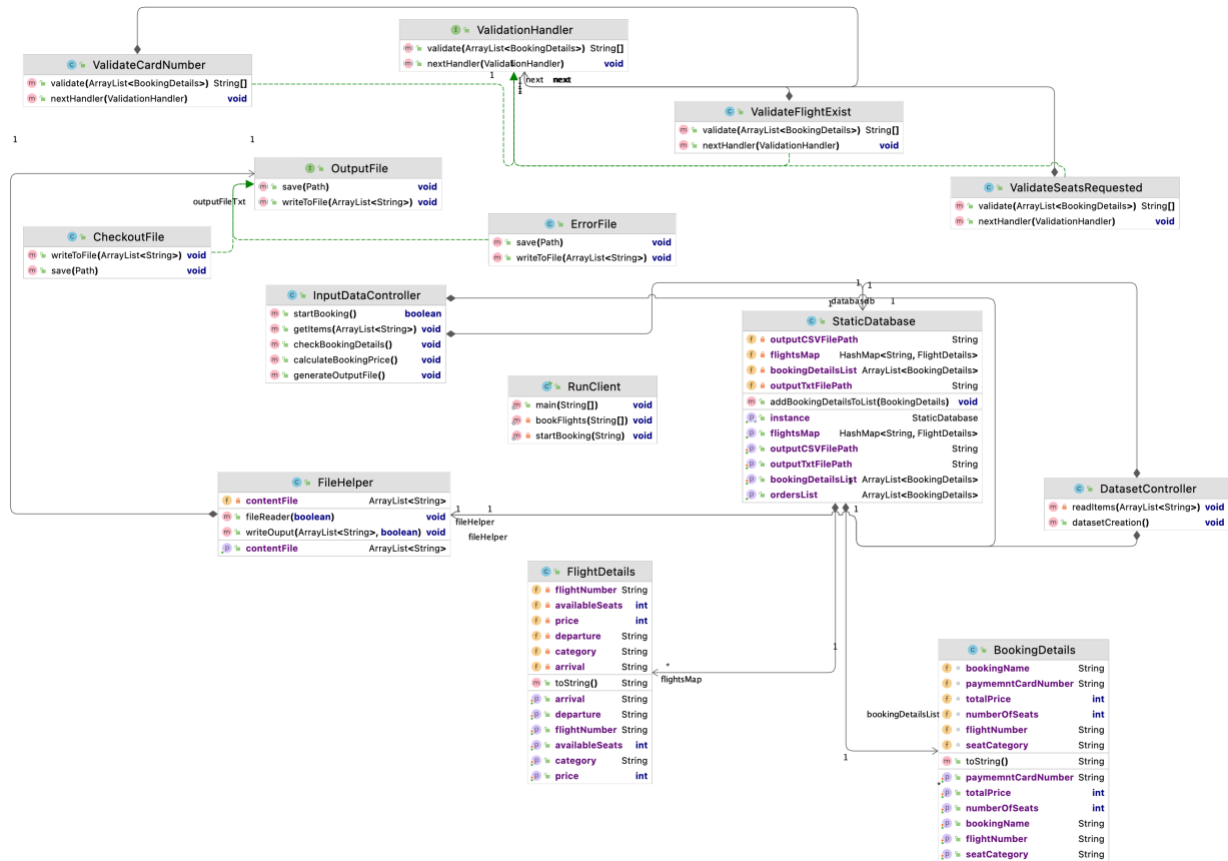 ValidationHandler
validate(ArrayList<BookingDetails>) String[]
nextHandler(ValidationHandler) void
ValidateCardNumber
validate(ArrayList<BookingDetails>) String[]
nextHandler(ValidationHandler) void
1
next next
ValidateFlightExist
validate(ArrayList<BookingDetails>) String[]
nextHandler(ValidationHandler) void
1 1
OutputFile
save(Path) void
writeToFile(ArrayList<String>) void
outputFileTxt
ValidateSeatsRequested
validate(ArrayList<BookingDetails>) String[]
nextHandler(ValidationHandler) void
CheckoutFile
writeToFile(ArrayList<String>) void
save(Path) void
ErrorFile
save(Path) void
writeToFile(ArrayList<String>) void
InputDataController
startBooking() boolean
getItems(ArrayList<String>) void
checkBookingDetails() void
calculateBookingPrice() void
generateOutputFile() void
1 1
databasedb
1 1
StaticDatabase
outputCSVFilePath String
flightsMap HashMap<String, FlightDetails>
bookingDetailsList ArrayList<BookingDetails>
outputTxtFilePath String
addBookingDetailsToList(BookingDetails) void
instance StaticDatabase
flightsMap HashMap<String, FlightDetails>
outputCSVFilePath String
outputTxtFilePath String
bookingDetailsList ArrayList<BookingDetails>
ordersList ArrayList<BookingDetails>
RunClient
main(String[]) void
bookFlights(String[]) void
startBooking(String) void
FileHelper
contentFile ArrayList<String>
fileReader(boolean) void
writeOuput(ArrayList<String>, boolean) void
contentFile ArrayList<String>
1 1
fileHelper
fileHelper
1
DatasetController
readItems(ArrayList<String>) void
datasetCreation() void
FlightDetails
flightNumber String
availableSeats int
price int
departure String
category String
arrival String
toString() String
arrival String
departure String
flightNumber String
availableSeats int
category String
price int
1
*
flightsMap
bookingDetailsList
1
BookingDetails
bookingName String
paymemntCardNumber String
totalPrice int
numberOfSeats int
flightNumber String
seatCategory String
toString() String
paymemntCardNumber String
totalPrice int
numberOfSeats int
bookingName String
flightNumber String
seatCategory String